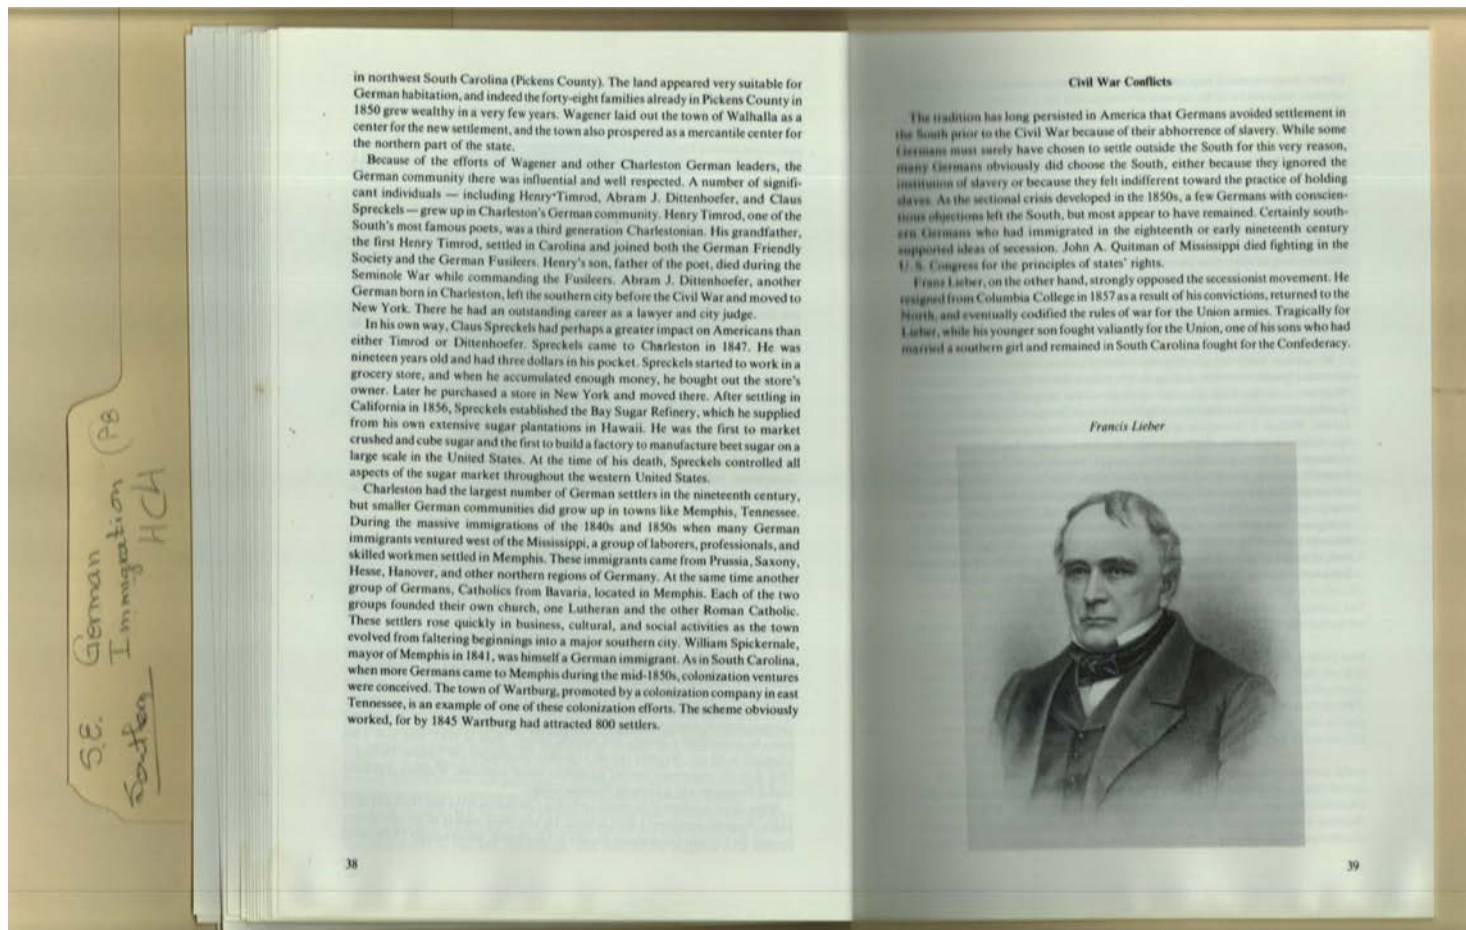 in northwest South Carolina (Pickens County). The land appeared very suitable for
German habitation, and indeed the forty-eight families already in Pickens County in
1850 grew wealthy in a very few years. Wagener laid out the town of Walhalla as a
center for the new settlement, and the town also prospered as a mercantile center for
the northern part of the state.
Because of the efforts of Wagener and other Charleston German leaders, the
German community there was influential and well respected. A number of signifi-
cant individuals — including Henry Timrod, Abram J. Dittenhoefer, and Claus
Spreckels — grew up in Charleston's German community. Henry Timrod, one of the
South's most famous poets, was a third generation Charlestonian. His grandfather,
the first Henry Timrod, settled in Carolina and joined both the German Friendly
Society and the German Fusileers. Henry's son, father of the poet, died during the
Seminole War while commanding the Fusileers. Abram J. Dittenhoefer, another
German born in Charleston, left the southern city before the Civil War and moved to
New York. There he had an outstanding career as a lawyer and city judge.
In his own way, Claus Spreckels had perhaps a greater impact on Americans than
either Timrod or Dittenhoefer. Spreckels came to Charleston in 1847. He was
nineteen years old and had three dollars in his pocket. Spreckels started to work in a
grocery store, and when he accumulated enough money, he bought out the store's
owner. Later he purchased a store in New York and moved there. After settling in
California in 1856, Spreckels established the Bay Sugar Refinery, which he supplied
from his own extensive sugar plantations in Hawaii. He was the first to market
crushed and cube sugar and the first to build a factory to manufacture beet sugar on a
large scale in the United States. At the time of his death, Spreckels controlled all
aspects of the sugar market throughout the western United States.
Charleston had the largest number of German settlers in the nineteenth century,
but smaller German communities did grow up in towns like Memphis, Tennessee.
During the massive immigrations of the 1840s and 1850s when many German
immigrants ventured west of the Mississippi, a group of laborers, professionals, and
skilled workmen settled in Memphis. These immigrants came from Prussia, Saxony,
Hesse, Hanover, and other northern regions of Germany. At the same time another
group of Germans, Catholics from Bavaria, located in Memphis. Each of the two
groups founded their own church, one Lutheran and the other Roman Catholic.
These settlers rose quickly in business, cultural, and social activities as the town
evolved from faltering beginnings into a major southern city. William Spickernale,
mayor of Memphis in 1841, was himself a German immigrant. As in South Carolina,
when more Germans came to Memphis during the mid-1850s, colonization ventures
were conceived. The town of Wartburg, promoted by a colonization company in east
Tennessee, is an example of one of these colonization efforts. The scheme obviously
worked, for by 1845 Wartburg had attracted 800 settlers.
38
Civil War Conflicts
The tradition has long persisted in America that Germans avoided settlement in
the South prior to the Civil War because of their abhorrence of slavery. While some
Germans must surely have chosen to settle outside the South for this very reason,
many Germans obviously did choose the South, either because they ignored the
institution of slavery or because they felt indifferent toward the practice of holding
slaves. As the sectional crisis developed in the 1850s, a few Germans with conscien-
tious objections left the South, but most appear to have remained. Certainly south-
ern Germans who had immigrated in the eighteenth or early nineteenth century
supported ideas of secession. John A. Quitman of Mississippi died fighting in the
U. S. Congress for the principles of states' rights.
Franz Lieber, on the other hand, strongly opposed the secessionist movement. He
resigned from Columbia College in 1857 as a result of his convictions, returned to the
North, and eventually codified the rules of war for the Union armies. Tragically for
Lieber, while his younger son fought valiantly for the Union, one of his sons who had
married a southern girl and remained in South Carolina fought for the Confederacy.
Francis Lieber
39
S.E. German
Immigration (P8
Southern HCH